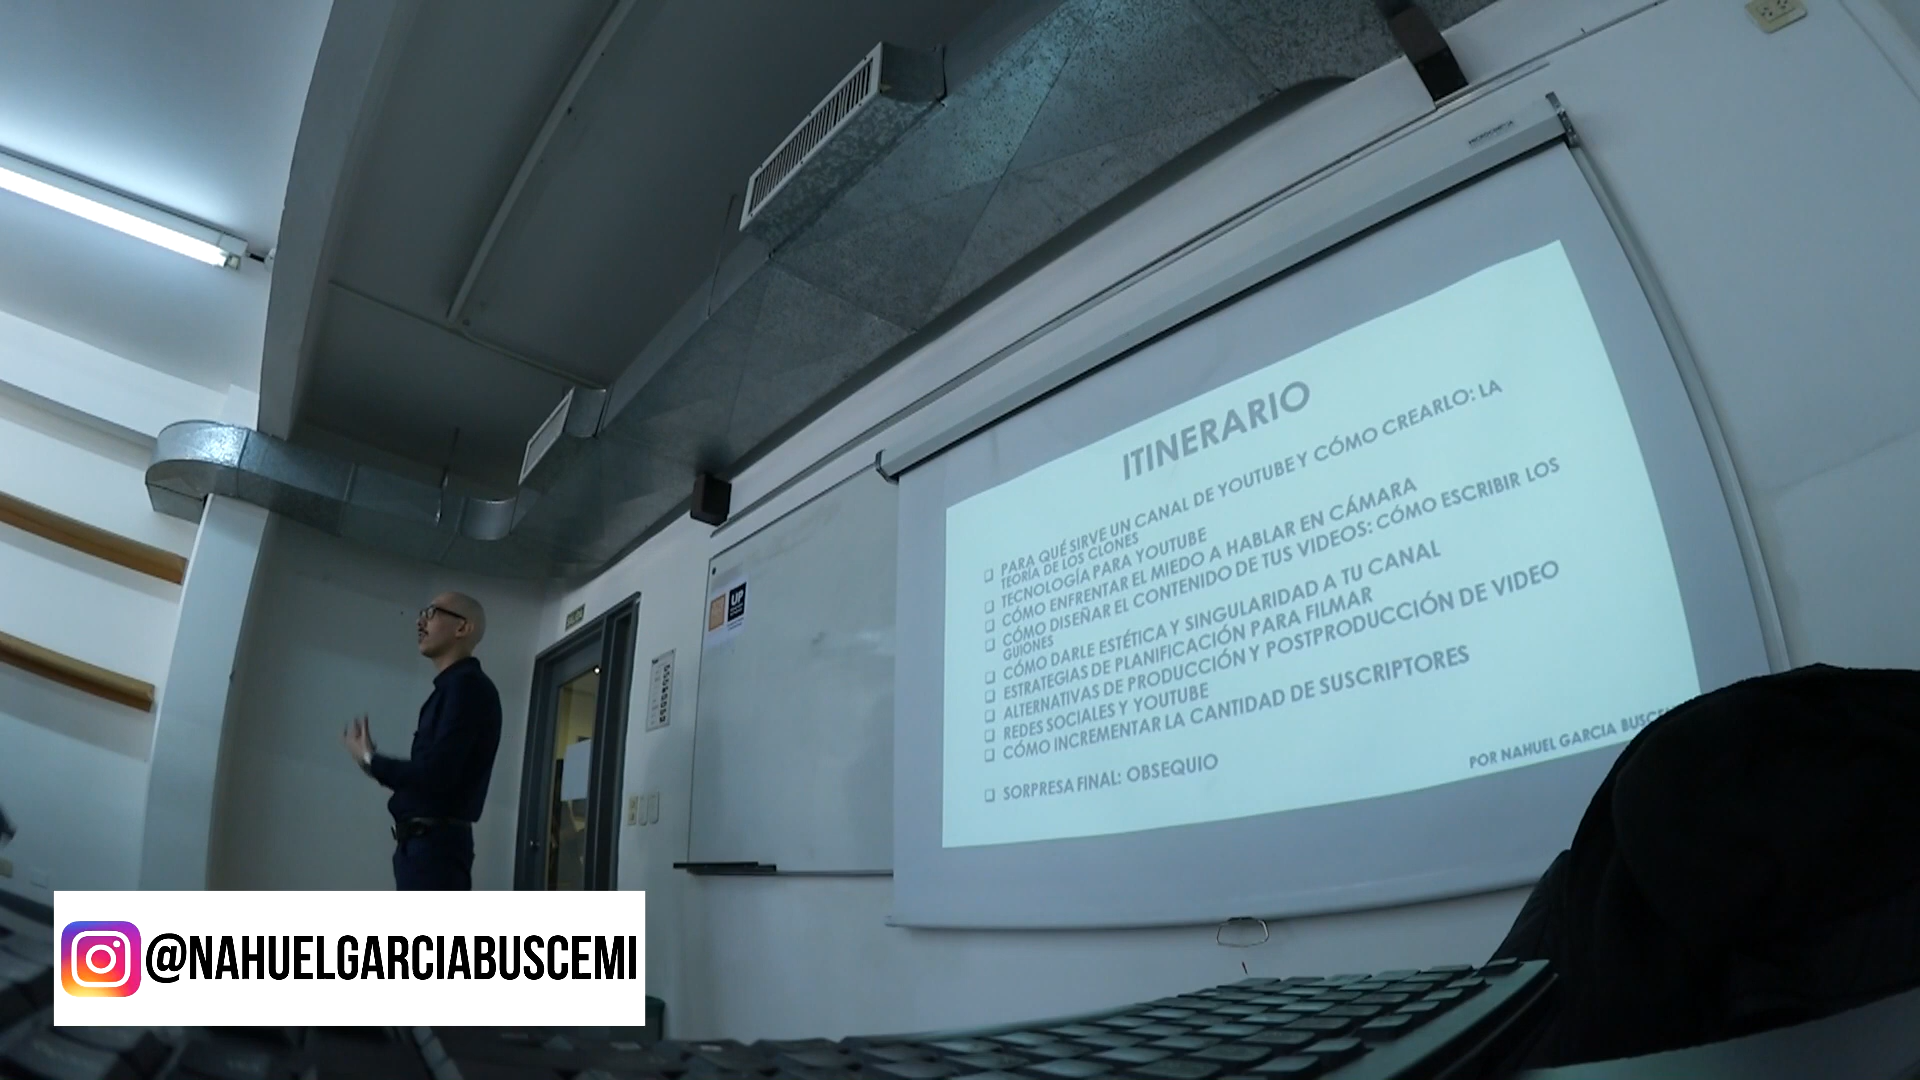 ITINERARIO
PARA QUÉ SIRVE UN CANAL DE YOUTUBE Y CÓMO CREARLO: LA
TEORÍA DE LOS CLONES
TECNOLOGÍA PARA YOUTUBE
CÓMO ENFRENTAR EL MIEDO A HABLAR EN CÁMARA
CÓMO DISEÑAR EL CONTENIDO DE TUS VIDEOS: CÓMO ESCRIBIR LOS
GUIONES
CÓMO DARLE ESTÉTICA Y SINGULARIDAD A TU CANAL
ESTRATEGIAS DE PLANIFICACIÓN PARA FILMAR
ALTERNATIVAS DE PRODUCCIÓN Y POSTPRODUCCIÓN DE VIDEO
REDES SOCIALES Y YOUTUBE
CÓMO INCREMENTAR LA CANTIDAD DE SUSCRIPTORES
SORPRESA FINAL: OBSEQUIO
POR NAHUEL GARCIA BUSCEM
UP
SALIDA
@NAHUELGARCIABUSCEMI